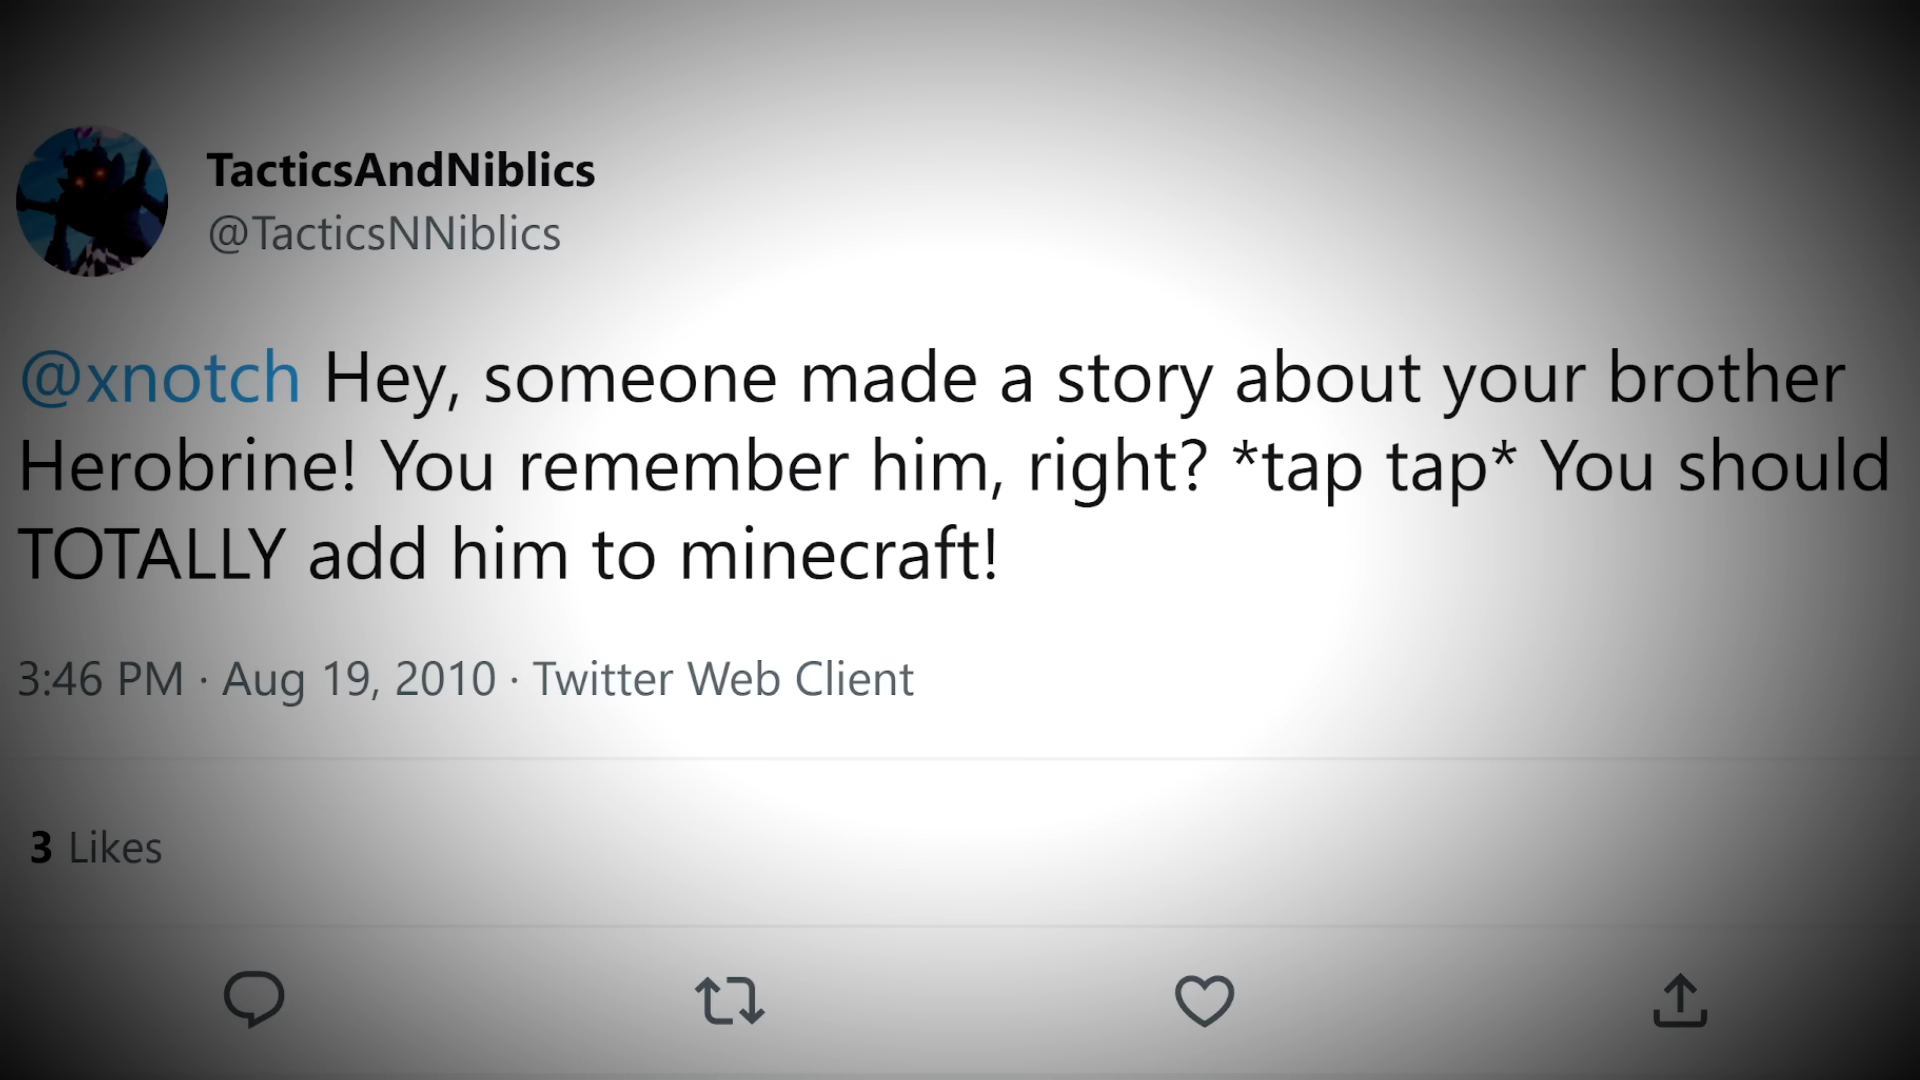 TacticsAndNiblics
@TacticsNNiblics
@xnotch Hey, someone made a story about your brother
Herobrine! You remember him, right? *tap tap* You should
TOTALLY add him to minecraft!
3:46 PM · Aug 19, 2010 · Twitter Web Client
3 Likes